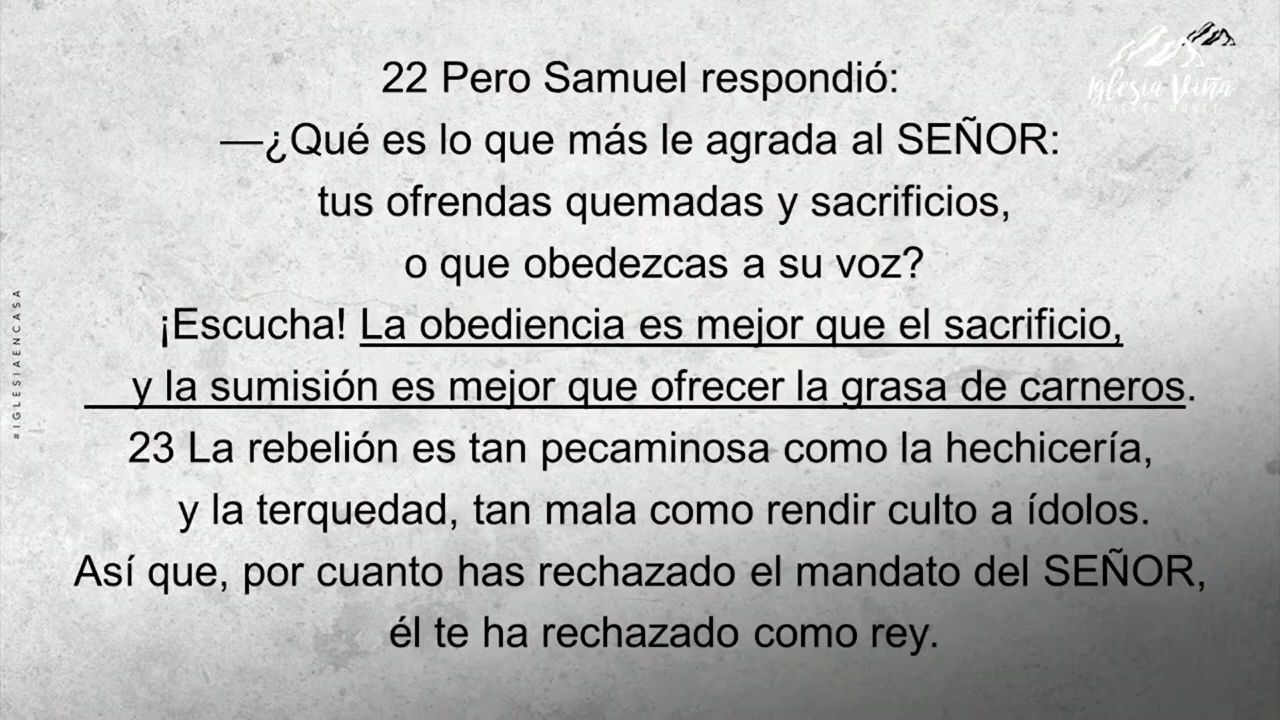 22 Pero Samuel respondió:
—¿Qué es lo que más le agrada al SEÑOR:
tus ofrendas quemadas y sacrificios,
o que obedezcas a su voz?
¡Escucha! La obediencia es mejor que el sacrificio,
y la sumisión es mejor que ofrecer la grasa de carneros.
23 La rebelión es tan pecaminosa como la hechicería,
y la terquedad, tan mala como rendir culto a ídolos.
Así que, por cuanto has rechazado el mandato del SEÑOR,
él te ha rechazado como rey.
Iglesia Viña
#IGLESIAENCASA